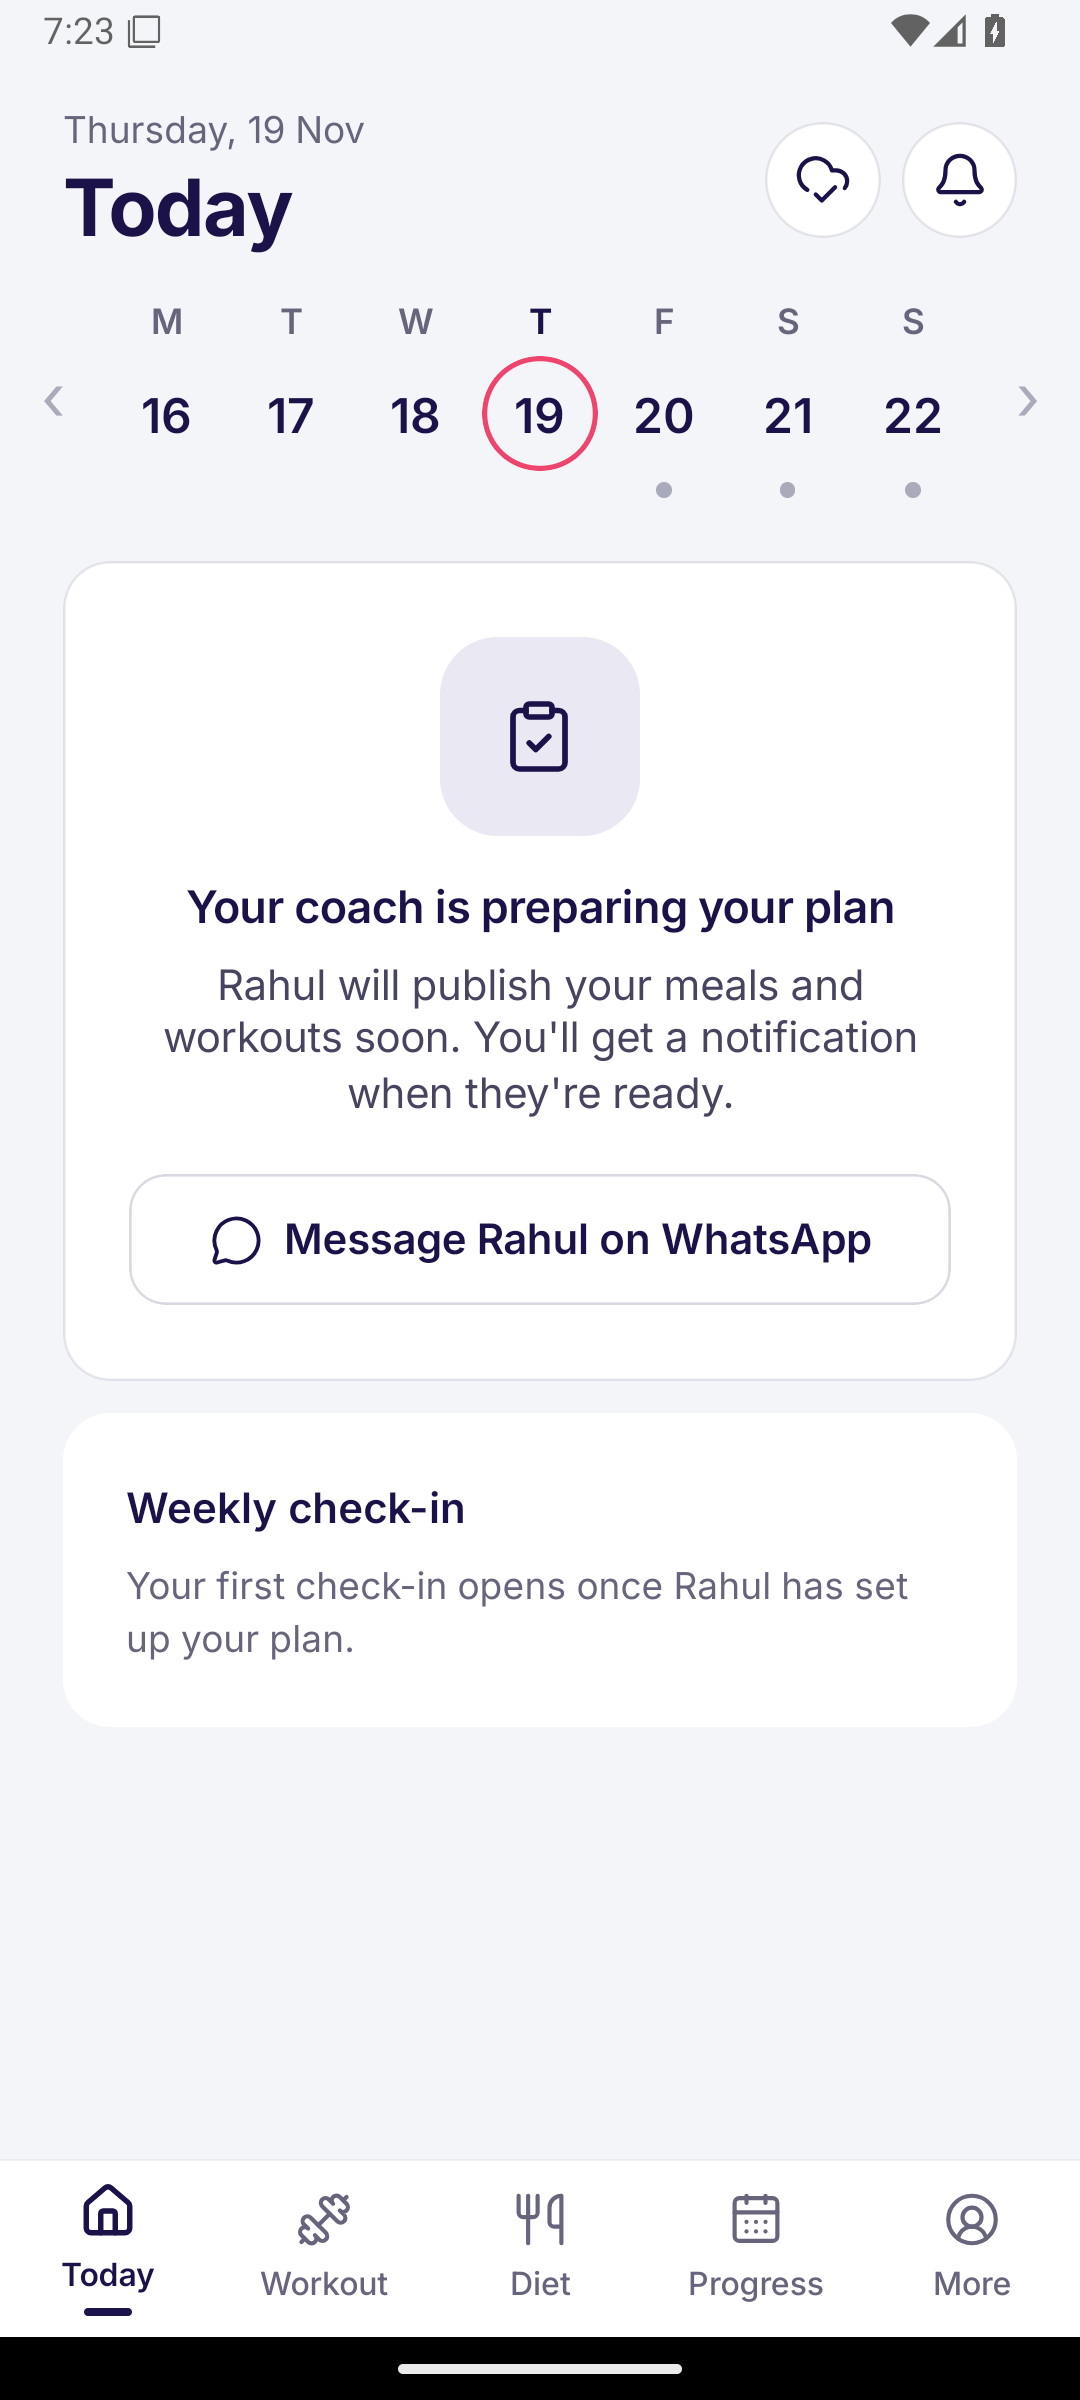 7:23
Thursday, 19 Nov
Today
M T W T F S S
16 17 18 19 20 21 22
Your coach is preparing your plan
Rahul will publish your meals and
workouts soon. You'll get a notification
when they're ready.
Message Rahul on WhatsApp
Weekly check-in
Your first check-in opens once Rahul has set
up your plan.
Today Workout Diet Progress More